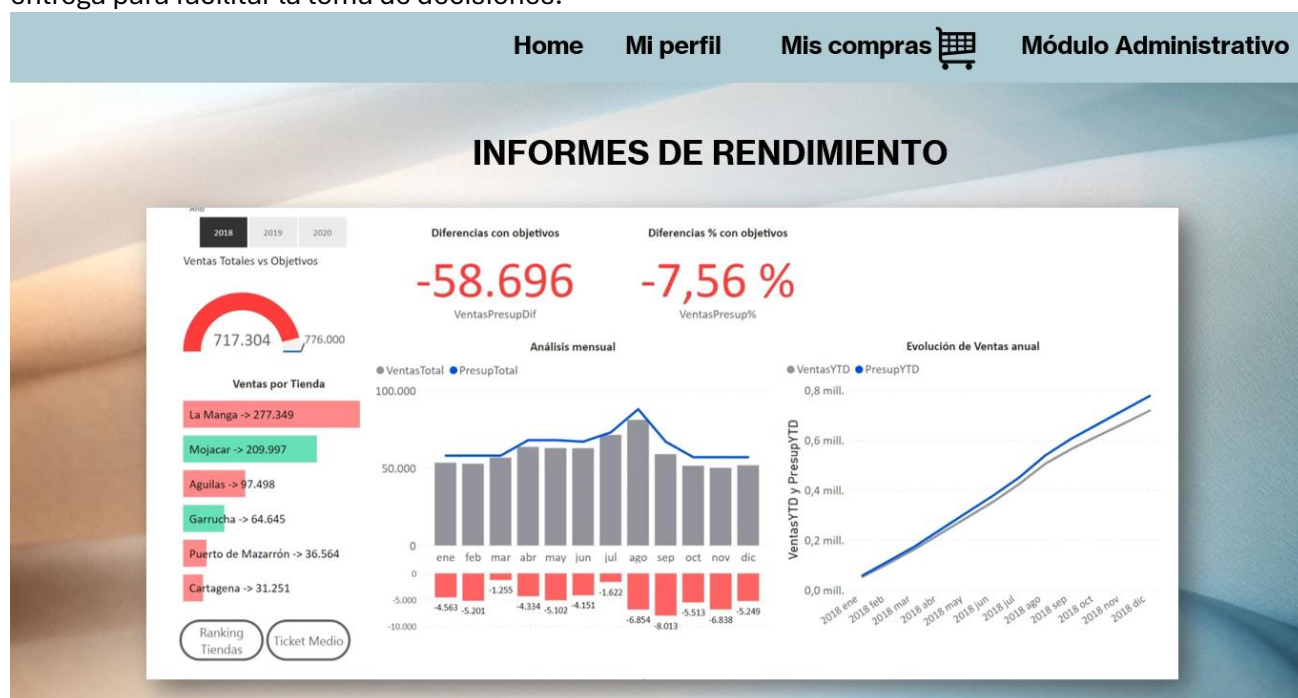 entrega para facilitar la toma de decisiones.
Home Mi perfil Mis compras Módulo Administrativo
INFORMES DE RENDIMIENTO
Año
2018 2019 2020
Ventas Totales vs Objetivos
717.304
776.000
Diferencias con objetivos
-58.696
VentasPresupDif
Diferencias % con objetivos
-7,56 %
VentasPresup%
Ventas por Tienda
La Manga -> 277.349
Mojacar -> 209.997
Aguilas -> 97.498
Garrucha -> 64.645
Puerto de Mazarrón -> 36.564
Cartagena -> 31.251
Ranking
Tiendas
Ticket Medio
Análisis mensual
VentasTotal PresupTotal
100.000
50.000
0
ene feb mar abr may jun jul ago sep oct nov dic
0
-5.000
-10.000
-4.563 -5.201 -1.255 -4.334 -5.102 -4.151 -1.622 -6.854 -8.013 -5.513 -6.838 -5.249
Evolución de Ventas anual
VentasYTD PresupYTD
VentasYTD y PresupYTD
0,8 mill.
0,6 mill.
0,4 mill.
0,2 mill.
0,0 mill.
2018 ene 2018 feb 2018 mar 2018 abr 2018 may 2018 jun 2018 jul 2018 ago 2018 sep 2018 oct 2018 nov 2018 dic